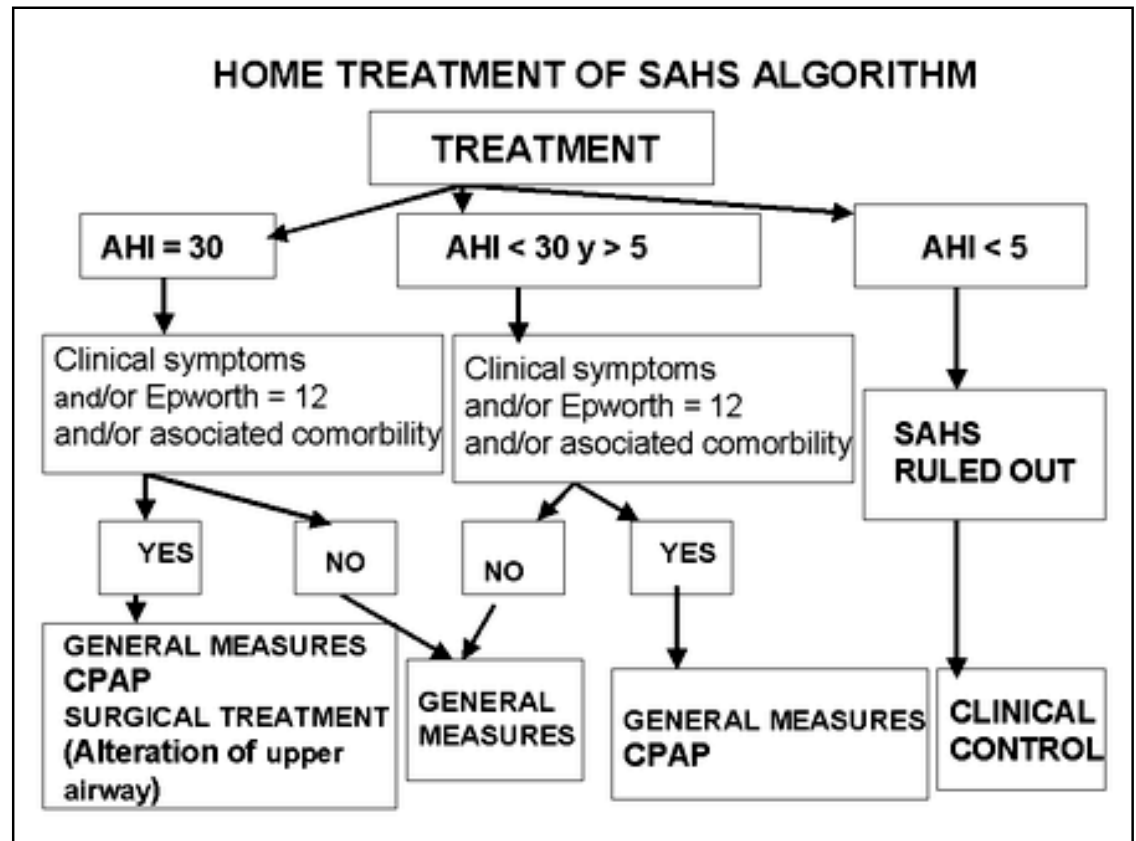 HOME TREATMENT OF SAHS ALGORITHM
TREATMENT
AHI = 30
AHI < 30 y > 5
AHI < 5
Clinical symptoms
and/or Epworth = 12
and/or asociated comorbility
Clinical symptoms
and/or Epworth = 12
and/or asociated comorbility
SAHS
RULED OUT
YES
NO
NO
YES
GENERAL MEASURES
CPAP
SURGICAL TREATMENT
(Alteration of upper
airway)
GENERAL
MEASURES
GENERAL MEASURES
CPAP
CLINICAL
CONTROL